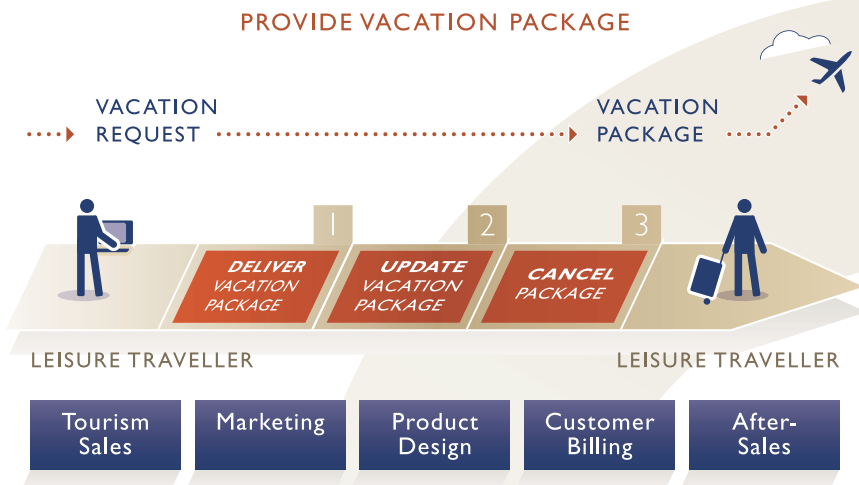 PROVIDE VACATION PACKAGE
VACATION
REQUEST
VACATION
PACKAGE
1
DELIVER
VACATION
PACKAGE
2
UPDATE
VACATION
PACKAGE
3
CANCEL
PACKAGE
LEISURE TRAVELLER
LEISURE TRAVELLER
Tourism
Sales
Marketing
Product
Design
Customer
Billing
After-
Sales